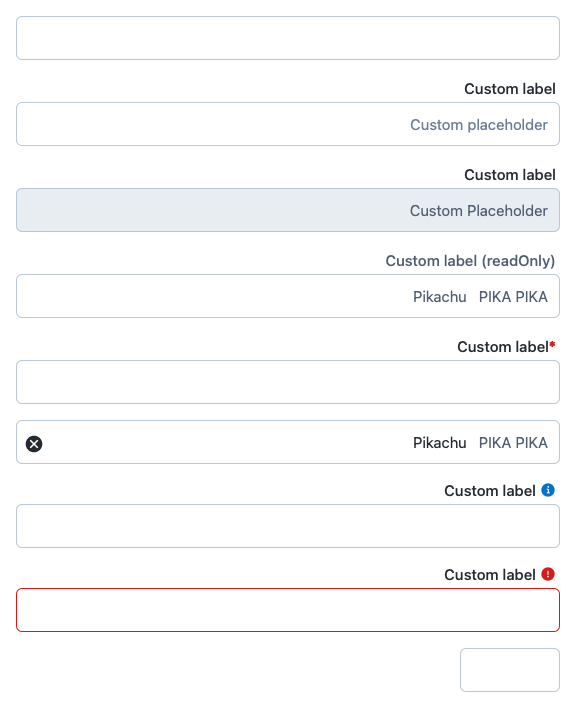 Custom label
Custom placeholder
Custom label
Custom Placeholder
Custom label (readOnly)
Pikachu PIKA PIKA
Custom label*
Pikachu PIKA PIKA
Custom label
Custom label